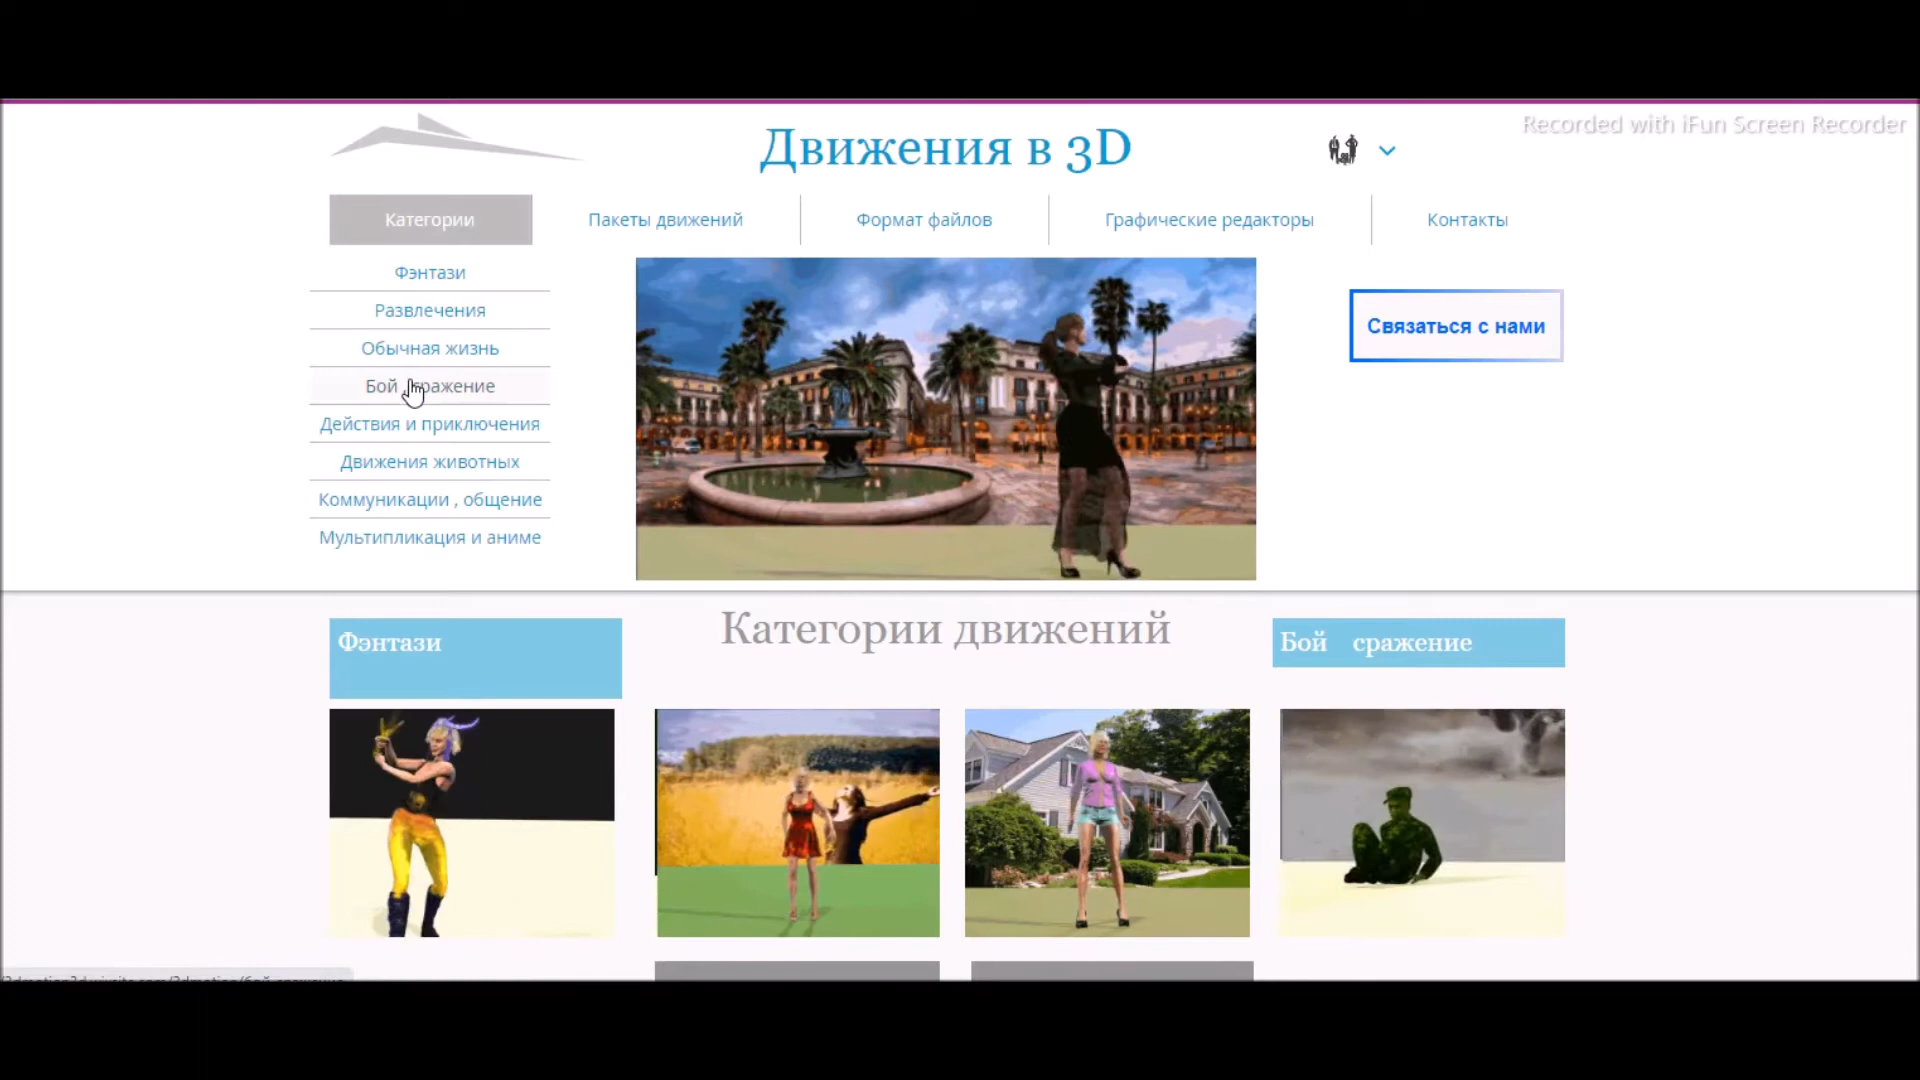 Recorded with iFun Screen Recorder
Движения в 3D
Категории
Пакеты движений
Формат файлов
Графические редакторы
Контакты
Фэнтази
Развлечения
Обычная жизнь
Бой сражение
Действия и приключения
Движения животных
Коммуникации , общение
Мультипликация и аниме
Связаться с нами
Фэнтази
Категории движений
Бой сражение